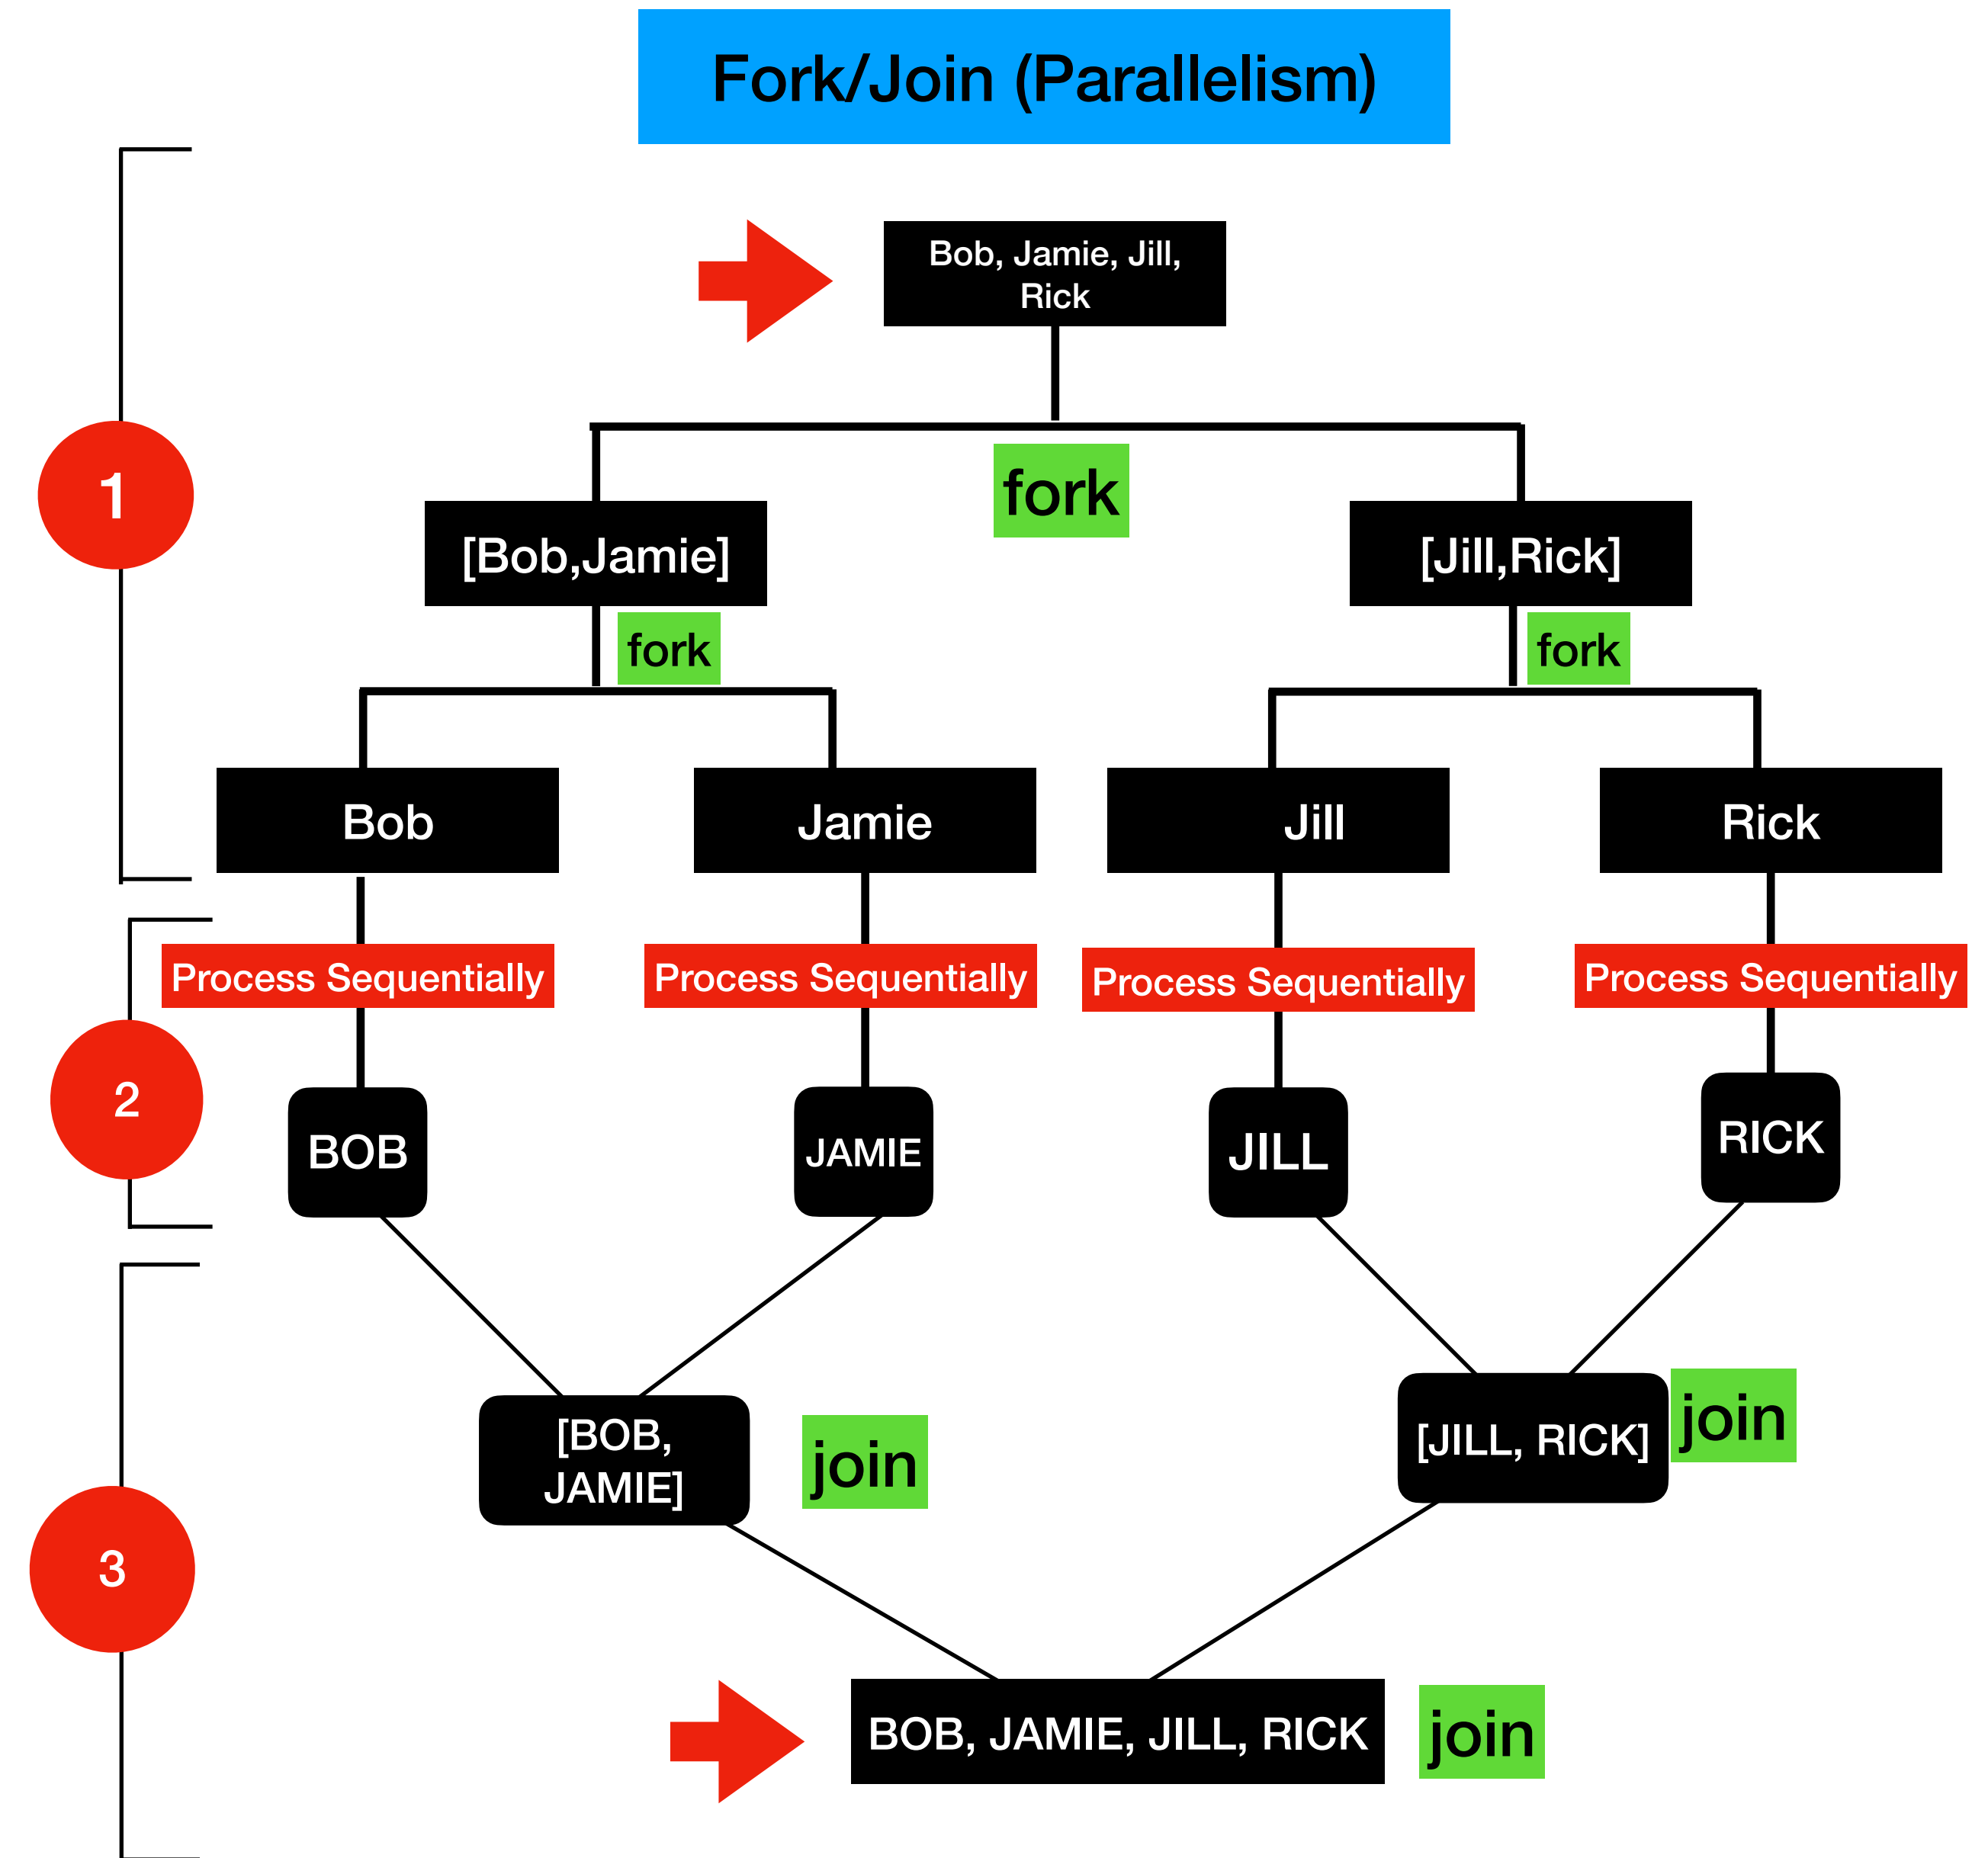 Fork/Join (Parallelism)
Bob, Jamie, Jill,
Rick
fork
1
[Bob,Jamie]
[Jill,Rick]
fork
fork
Bob
Jamie
Jill
Rick
Process Sequentially
Process Sequentially
Process Sequentially
Process Sequentially
2
BOB
JAMIE
JILL
RICK
[BOB,
JAMIE]
join
[JILL, RICK]
join
3
BOB, JAMIE, JILL, RICK
join